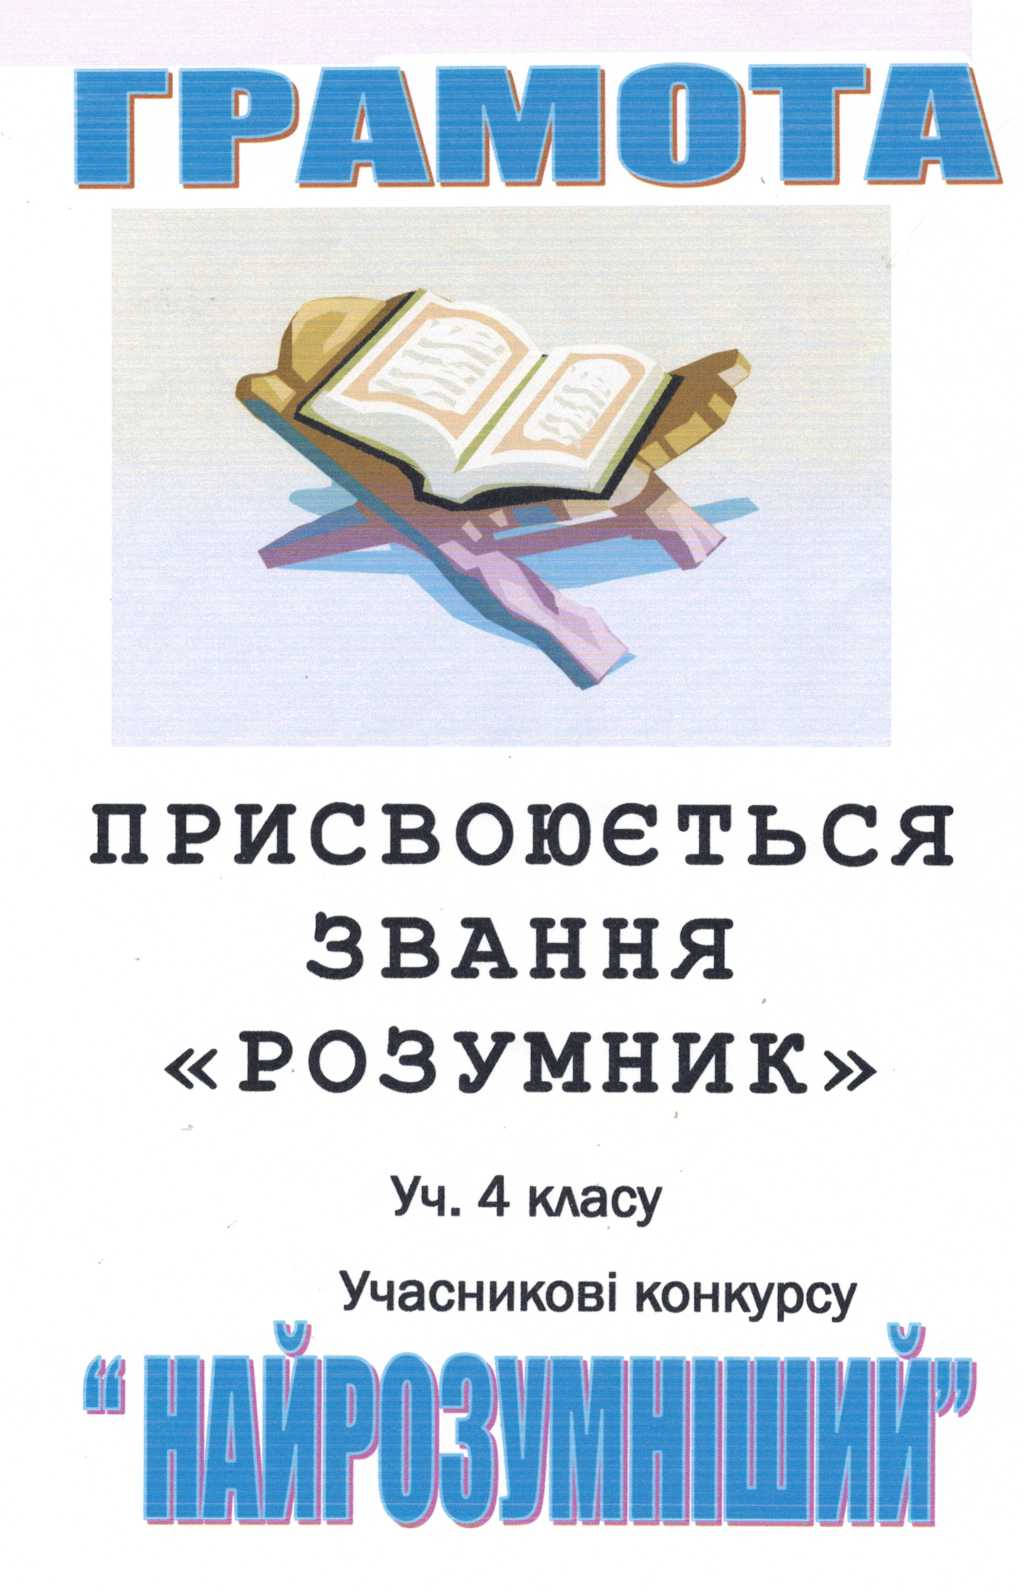 ГРАМОТА
ПРИСВОЮЄТЬСЯ
ЗВАННЯ
«РОЗУМНИК»
Уч. 4 класу
Учасникові конкурсу
“НАЙРОЗУМНІШИЙ”